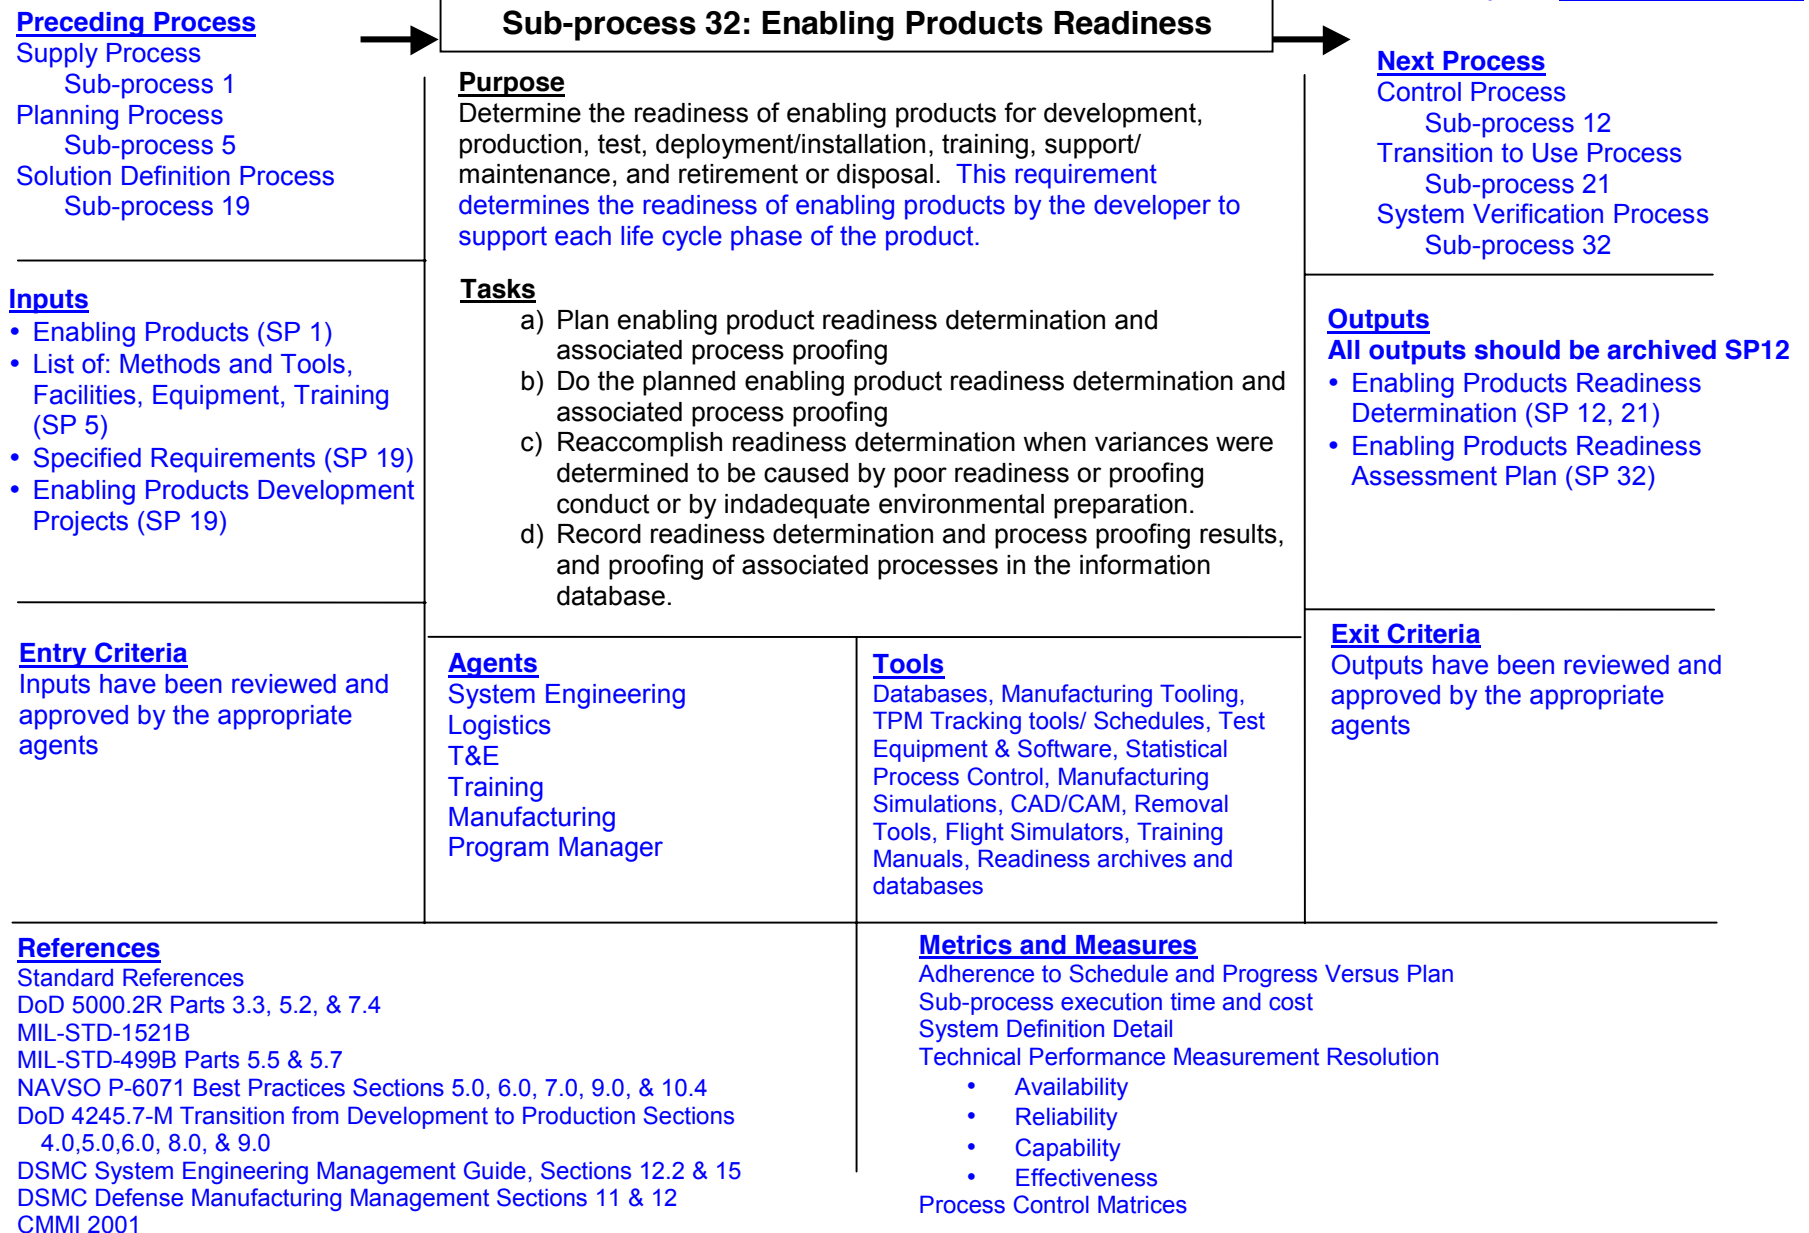 Preceding Process
Supply Process
Sub-process 1
Planning Process
Sub-process 5
Solution Definition Process
Sub-process 19
Sub-process 32: Enabling Products Readiness
Purpose
Determine the readiness of enabling products for development,
production, test, deployment/installation, training, support/
maintenance, and retirement or disposal. This requirement
determines the readiness of enabling products by the developer to
support each life cycle phase of the product.
Next Process
Control Process
Sub-process 12
Transition to Use Process
Sub-process 21
System Verification Process
Sub-process 32
Inputs
• Enabling Products (SP 1)
• List of: Methods and Tools,
Facilities, Equipment, Training
(SP 5)
• Specified Requirements (SP 19)
• Enabling Products Development
Projects (SP 19)
Tasks
a) Plan enabling product readiness determination and
associated process proofing
b) Do the planned enabling product readiness determination and
associated process proofing
c) Reaccomplish readiness determination when variances were
determined to be caused by poor readiness or proofing
conduct or by indadequate environmental preparation.
d) Record readiness determination and process proofing results,
and proofing of associated processes in the information
database.
Outputs
All outputs should be archived SP12
• Enabling Products Readiness
Determination (SP 12, 21)
• Enabling Products Readiness
Assessment Plan (SP 32)
Entry Criteria
Inputs have been reviewed and
approved by the appropriate
agents
Agents
System Engineering
Logistics
T&E
Training
Manufacturing
Program Manager
Tools
Databases, Manufacturing Tooling,
TPM Tracking tools/ Schedules, Test
Equipment & Software, Statistical
Process Control, Manufacturing
Simulations, CAD/CAM, Removal
Tools, Flight Simulators, Training
Manuals, Readiness archives and
databases
Exit Criteria
Outputs have been reviewed and
approved by the appropriate
agents
References
Standard References
DoD 5000.2R Parts 3.3, 5.2, & 7.4
MIL-STD-1521B
MIL-STD-499B Parts 5.5 & 5.7
NAVSO P-6071 Best Practices Sections 5.0, 6.0, 7.0, 9.0, & 10.4
DoD 4245.7-M Transition from Development to Production Sections
4.0,5.0,6.0, 8.0, & 9.0
DSMC System Engineering Management Guide, Sections 12.2 & 15
DSMC Defense Manufacturing Management Sections 11 & 12
CMMI 2001
Metrics and Measures
Adherence to Schedule and Progress Versus Plan
Sub-process execution time and cost
System Definition Detail
Technical Performance Measurement Resolution
• Availability
• Reliability
• Capability
• Effectiveness
Process Control Matrices